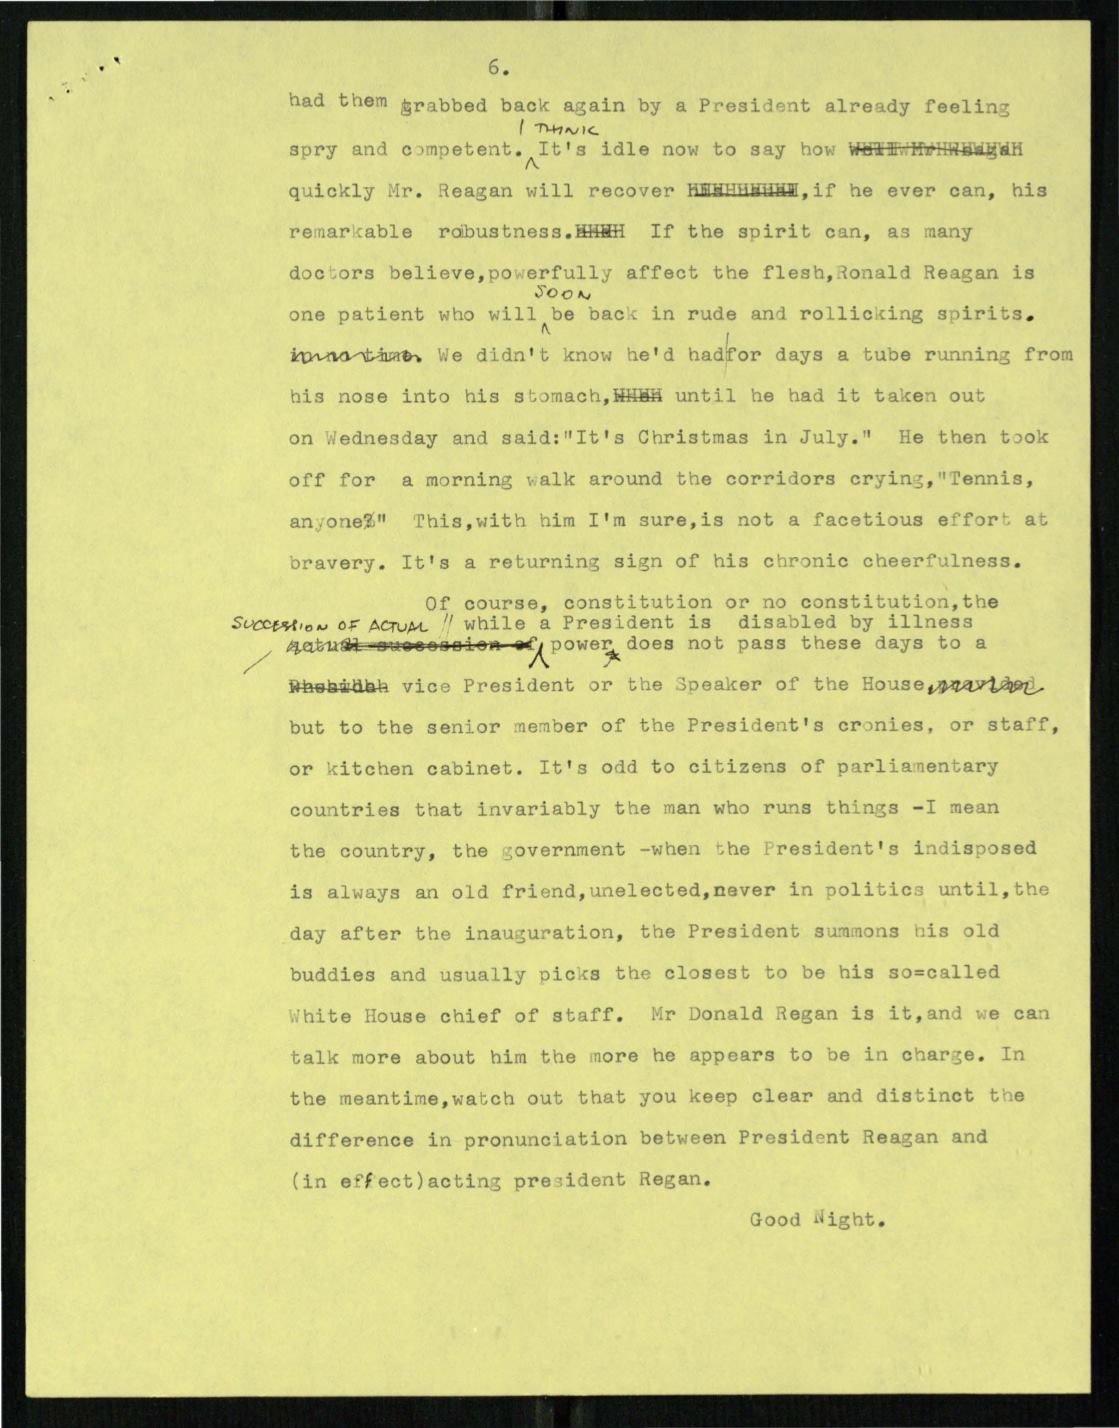 6.
had them grabbed back again by a President already feeling
I THINK
spry and competent. It's idle now to say how
quickly Mr. Reagan will recover ,if he ever can, his
remarkable robustness. If the spirit can, as many
doctors believe,powerfully affect the flesh,Ronald Reagan is
SOON
one patient who will be back in rude and rollicking spirits.
in no time. We didn't know he'd had for days a tube running from
his nose into his stomach, until he had it taken out
on Wednesday and said:"It's Christmas in July." He then took
off for a morning walk around the corridors crying,"Tennis,
anyone?" This,with him I'm sure,is not a facetious effort at
bravery. It's a returning sign of his chronic cheerfulness.
Of course, constitution or no constitution,the
SUCCESSION OF ACTUAL // while a President is disabled by illness
actual succession of power, does not pass these days to a
vice President or the Speaker of the House,
but to the senior member of the President's cronies, or staff,
or kitchen cabinet. It's odd to citizens of parliamentary
countries that invariably the man who runs things -I mean
the country, the government -when the President's indisposed
is always an old friend,unelected,never in politics until,the
day after the inauguration, the President summons his old
buddies and usually picks the closest to be his so=called
White House chief of staff. Mr Donald Regan is it,and we can
talk more about him the more he appears to be in charge. In
the meantime,watch out that you keep clear and distinct the
difference in pronunciation between President Reagan and
(in effect)acting president Regan.
Good Night.